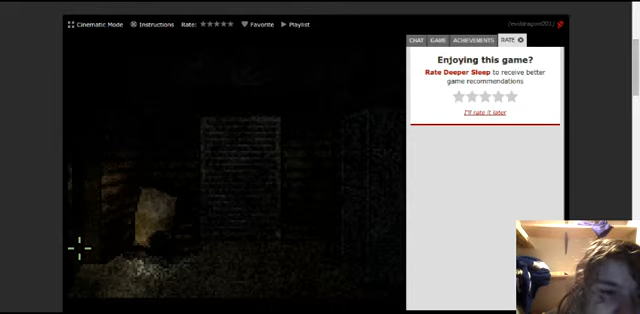 Cinematic Mode Instructions Rate: Favorite Playlist
CHAT GAME ACHIEVEMENTS RATE
Enjoying this game?
Rate Deeper Sleep to receive better
game recommendations
I'll rate it later